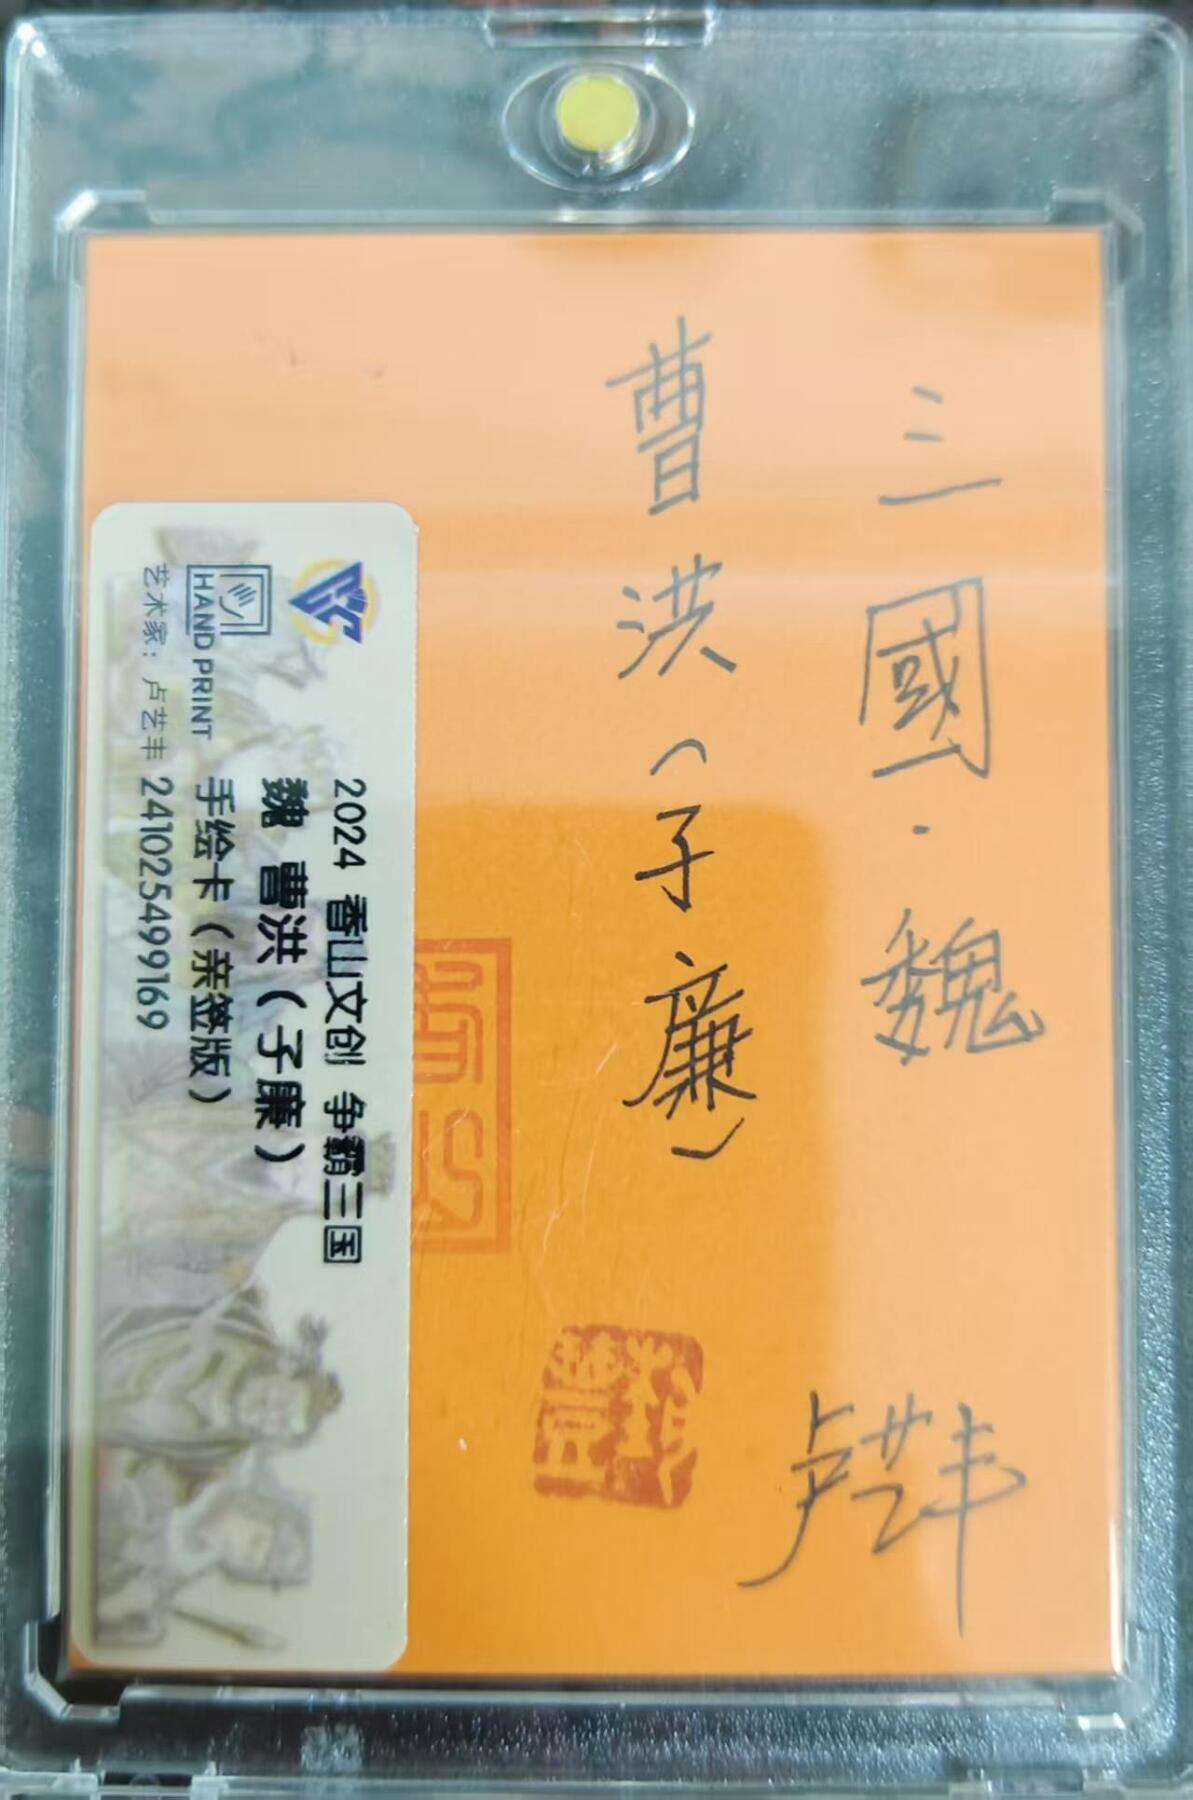 三國·魏
曹洪(子廉)
卢艺丰
2024 香山文创 争霸三国
魏 曹洪(子廉)
手绘卡(亲签版)
HAND PRINT
艺术家:卢艺丰
241025499169